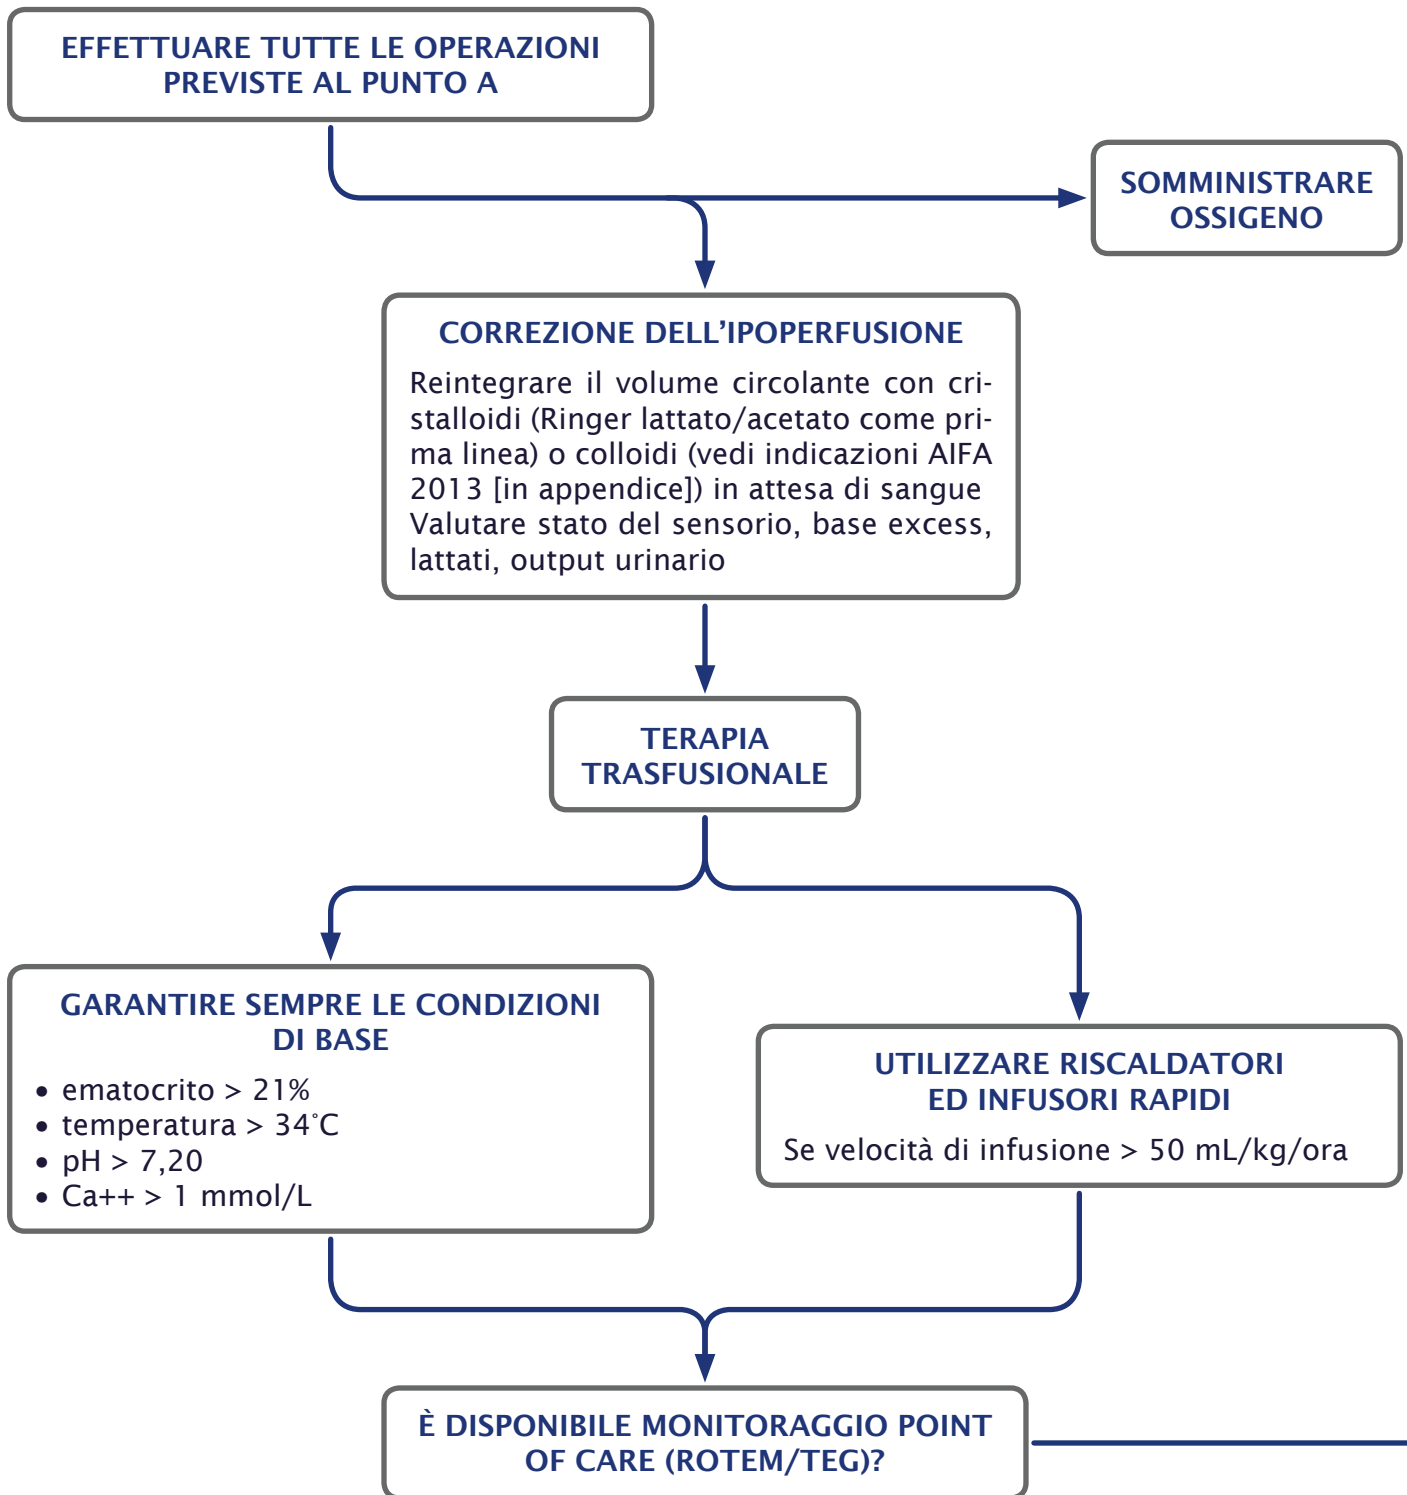 EFFETTUARE TUTTE LE OPERAZIONI
PREVISTE AL PUNTO A
SOMMINISTRARE
OSSIGENO
CORREZIONE DELL’IPOPERFUSIONE
Reintegrare il volume circolante con cri-
stalloidi (Ringer lattato/acetato come pri-
ma linea) o colloidi (vedi indicazioni AIFA
2013 [in appendice]) in attesa di sangue
Valutare stato del sensorio, base excess,
lattati, output urinario
TERAPIA
TRASFUSIONALE
GARANTIRE SEMPRE LE CONDIZIONI
DI BASE
• ematocrito > 21%
• temperatura > 34°C
• pH > 7,20
• Ca++ > 1 mmol/L
UTILIZZARE RISCALDATORI
ED INFUSORI RAPIDI
Se velocità di infusione > 50 mL/kg/ora
È DISPONIBILE MONITORAGGIO POINT
OF CARE (ROTEM/TEG)?